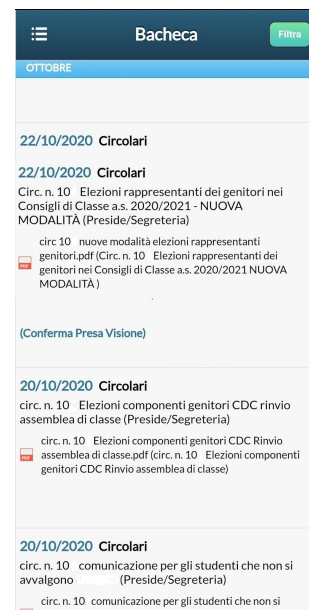 Bacheca
Filtra
OTTOBRE
22/10/2020 Circolari
22/10/2020 Circolari
Circ. n. 10 Elezioni rappresentanti dei genitori nei
Consigli di Classe a.s. 2020/2021 - NUOVA
MODALITÀ (Preside/Segreteria)
circ 10 nuove modalità elezioni rappresentanti
genitori.pdf (Circ. n. 10 Elezioni rappresentanti dei
genitori nei Consigli di Classe a.s. 2020/2021 NUOVA
MODALITÀ )
PDF
(Conferma Presa Visione)
20/10/2020 Circolari
circ. n. 10 Elezioni componenti genitori CDC rinvio
assemblea di classe (Preside/Segreteria)
circ. n. 10 Elezioni componenti genitori CDC Rinvio
assemblea di classe.pdf (circ. n. 10 Elezioni componenti
genitori CDC Rinvio assemblea di classe)
PDF
20/10/2020 Circolari
circ. n. 10 comunicazione per gli studenti che non si
avvalgono (Preside/Segreteria)
circ. n. 10 comunicazione per gli studenti che non si